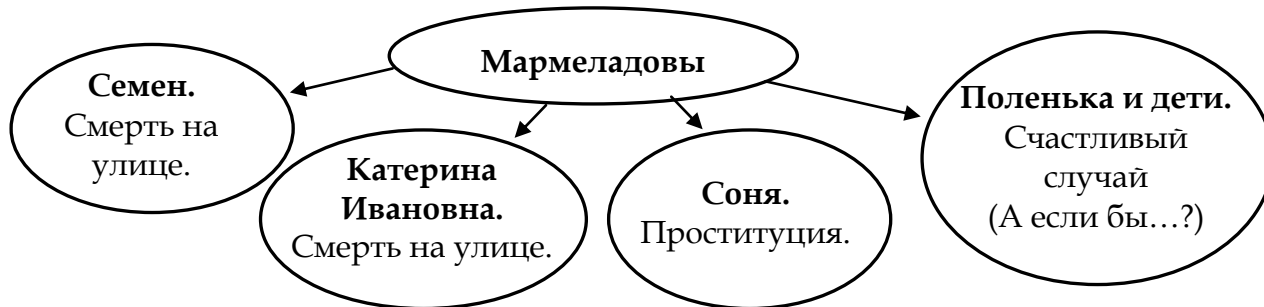 Мармеладовы
Семен.
Смерть на
улице.
Катерина
Ивановна.
Смерть на улице.
Соня.
Проституция.
Поленька и дети.
Счастливый
случай
(А если бы…?)